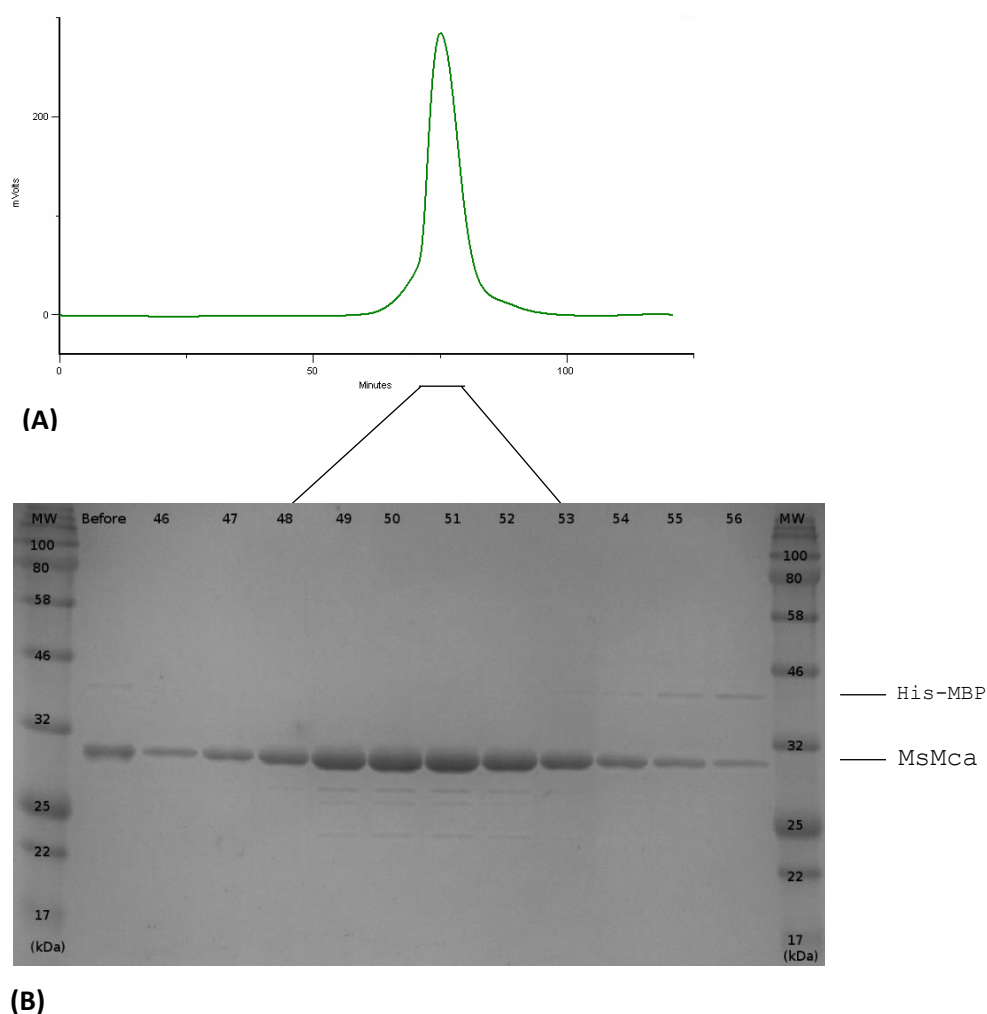 200
mVolts
0
0 50 100
Minutes
(A)
MW Before 46 47 48 49 50 51 52 53 54 55 56 MW
100 100
80 80
58 58
46 46
His-MBP
32 32
MsMca
25 25
22 22
17 17
(kDa) (kDa)
(B)